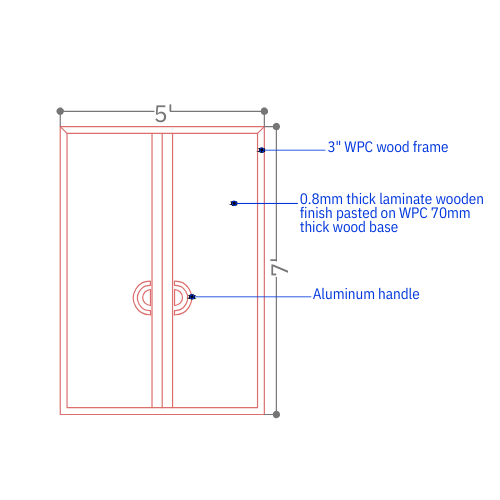 5'
3" WPC wood frame
0.8mm thick laminate wooden
finish pasted on WPC 70mm
thick wood base
7'
Aluminum handle